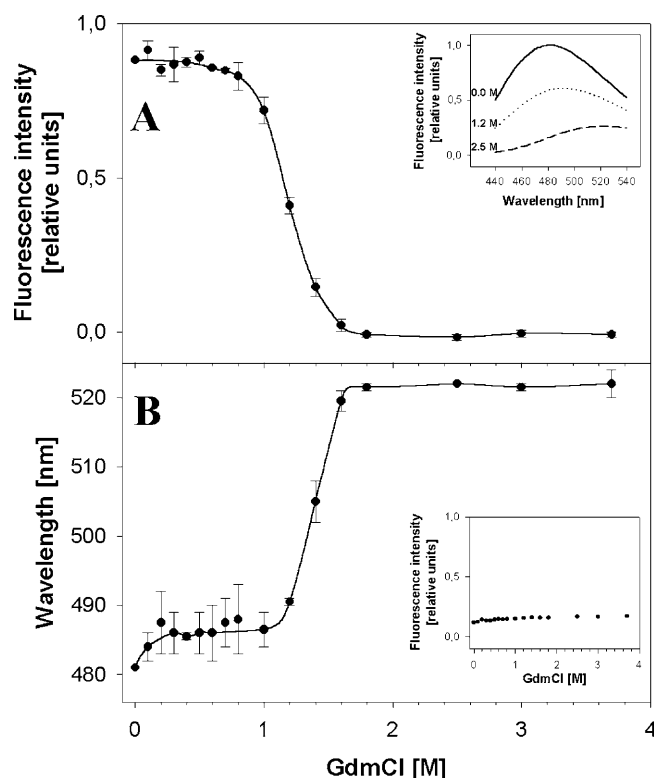 A
Fluorescence intensity
[relative units]
1,0
0,5
0,0
Fluorescence intensity
[relative units]
1,0
0,5
0,0
0.0 M
1.2 M
2.5 M
440 460 480 500 520 540
Wavelength [nm]
B
Wavelength [nm]
520
510
500
490
480
Fluorescence intensity
[relative units]
1,0
0,5
0,0
0 1 2 3 4
GdmCl [M]
0 1 2 3 4
GdmCl [M]